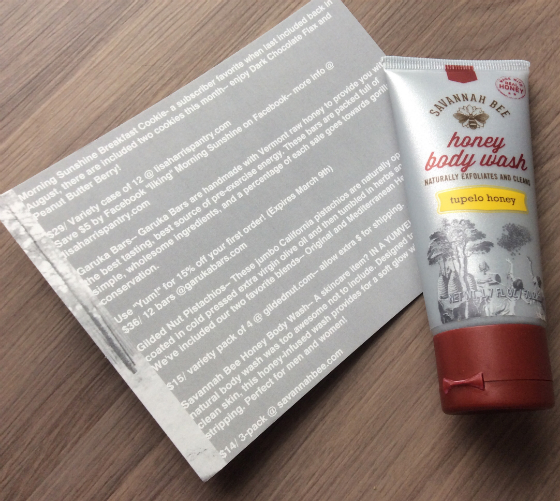 Morning Sunshine Breakfast Cookie- a subscriber favorite when last included back in
August, there are included two cookies this month-- enjoy Dark Chocolate Flax and
Peanut Butter Berry!
$29/ Variety case of 12 @ lisaharrispantry.com
Save $5 by Facebook 'liking' Morning Sunshine on Facebook-- more info @
lisaharrispantry.com
Garuka Bars-- Garuka Bars are handmade with Vermont raw honey to provide you wi
the best tasting, best source of pre-exercise energy. These bars are packed full of
simple, wholesome ingredients, and a percentage of each sale goes towards goril
conservation.
Use "Yum!" for 15% off your first order! (Expires March 9th)
$36/ 12 bars @garukabars.com
Gilded Nut Pistachios-- These jumbo California pistachios are naturally op
coated in cold pressed extra virgin olive oil and then tumbled in herbs an
We've included our two favorite blends-- Original and Mediterranean He
$15/ variety pack of 4 @ gildednut.com-- allow extra $ for shipping.
Savannah Bee Honey Body Wash-- A skincare item? IN A YUMVE
natural body wash was too awesome not to include. Designed
clean skin, this honey-infused wash provides for a soft glow w
stripping. Perfect for men and women!
$14/ 3-pack @ savannahbee.com
SAVANNAH BEE
honey
body wash
NATURALLY EXFOLIATES AND CLEANS
tupelo honey
HONEY